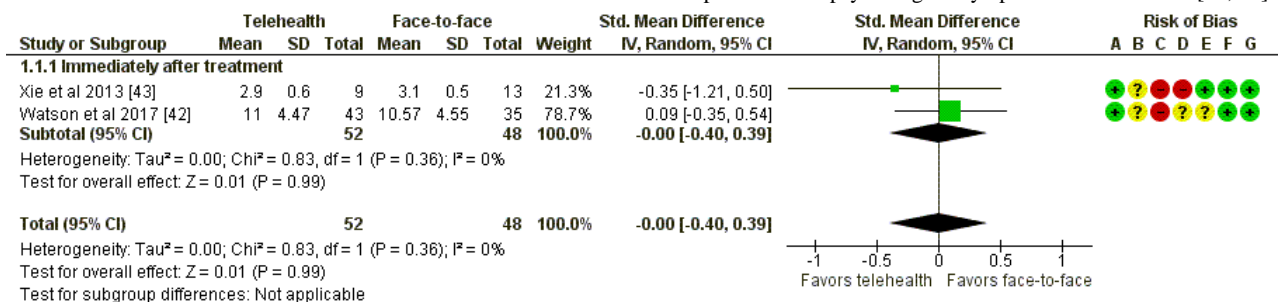 Telehealth Face-to-face Std. Mean Difference Std. Mean Difference Risk of Bias
Study or Subgroup Mean SD Total Mean SD Total Weight IV, Random, 95% CI IV, Random, 95% CI A B C D E F G
1.1.1 Immediately after treatment
Xie et al 2013 [43] 2.9 0.6 9 3.1 0.5 13 21.3% -0.35 [-1.21, 0.50] + ? - - + + +
Watson et al 2017 [42] 11 4.47 43 10.57 4.55 35 78.7% 0.09 [-0.35, 0.54] + ? - ? ? + +
Subtotal (95% CI) 52 48 100.0% -0.00 [-0.40, 0.39]
Heterogeneity: Tau² = 0.00; Chi² = 0.83, df = 1 (P = 0.36); I² = 0%
Test for overall effect: Z = 0.01 (P = 0.99)
Total (95% CI) 52 48 100.0% -0.00 [-0.40, 0.39]
Heterogeneity: Tau² = 0.00; Chi² = 0.83, df = 1 (P = 0.36); I² = 0%
-1 -0.5 0 0.5 1
Test for overall effect: Z = 0.01 (P = 0.99)
Favors telehealth Favors face-to-face
Test for subgroup differences: Not applicable